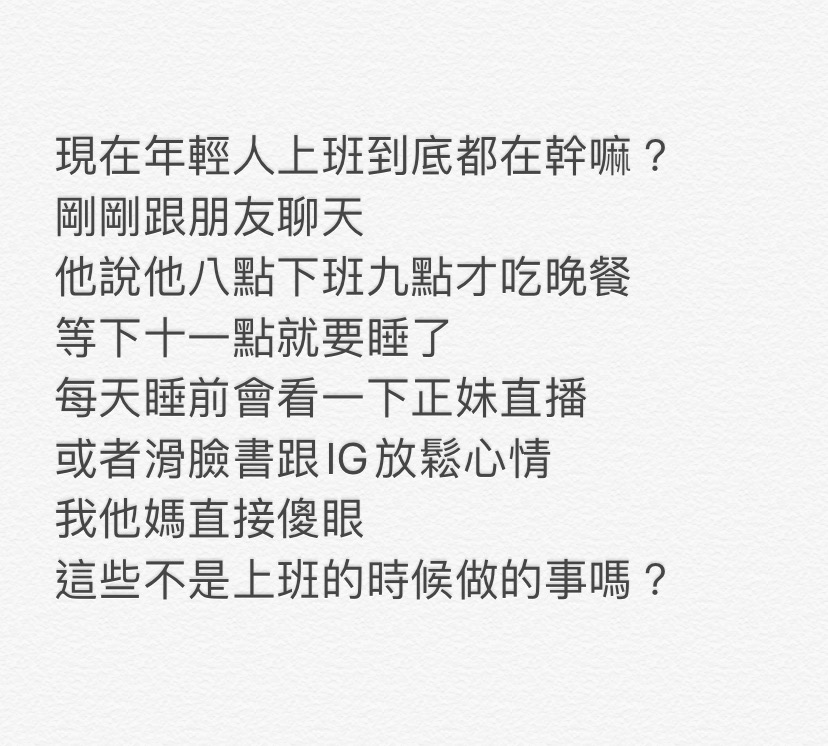 現在年輕人上班到底都在幹嘛？
剛剛跟朋友聊天
他說他八點下班九點才吃晚餐
等下十一點就要睡了
每天睡前會看一下正妹直播
或者滑臉書跟IG放鬆心情
我他媽直接傻眼
這些不是上班的時候做的事嗎？